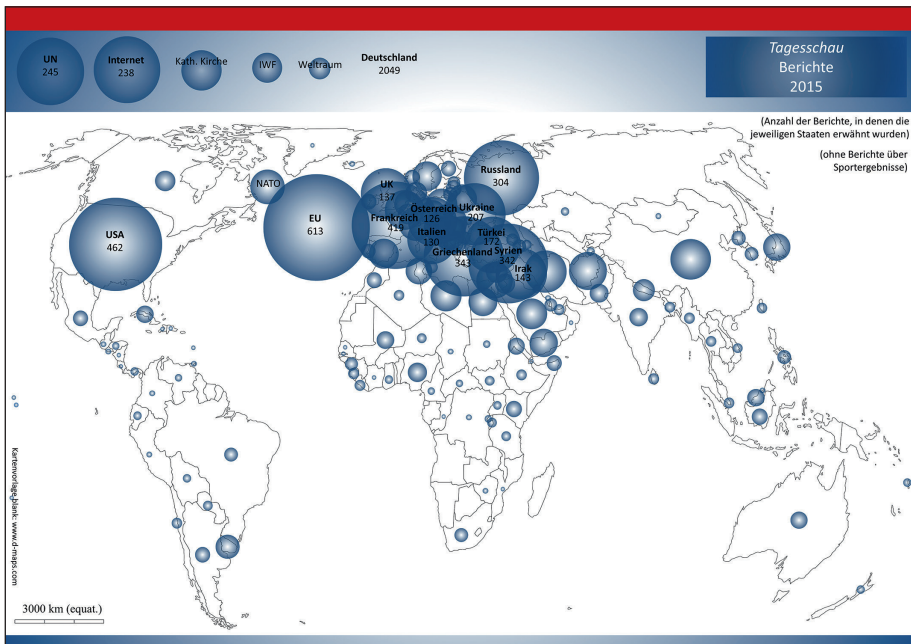 UN
245
Internet
238
Kath. Kirche
IWF
Weltraum
Deutschland
2049
Tagesschau
Berichte
2015
(Anzahl der Berichte, in denen die
jeweiligen Staaten erwähnt wurden)
(ohne Berichte über
Sportergebnisse)
Russland
304
NATO
UK
137
Österreich
126
Ukraine
207
EU
613
Frankreich
419
USA
462
Italien
130
Türkei
172
Griechenland
343
Syrien
342
Irak
143
Kartenvorlage blank: www.d-maps.com
3000 km (equat.)